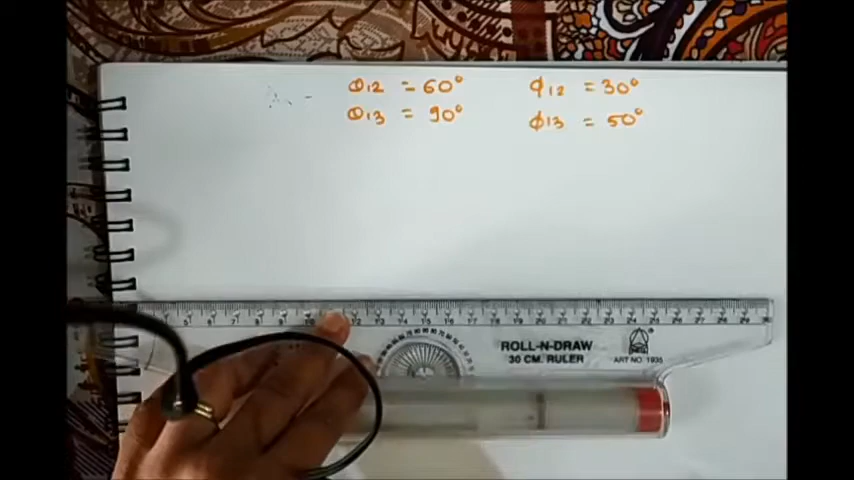 θ12 = 60° φ12 = 30°
θ13 = 90° φ13 = 50°
ROLL-N-DRAW
30 CM. RULER
ART NO. 1935